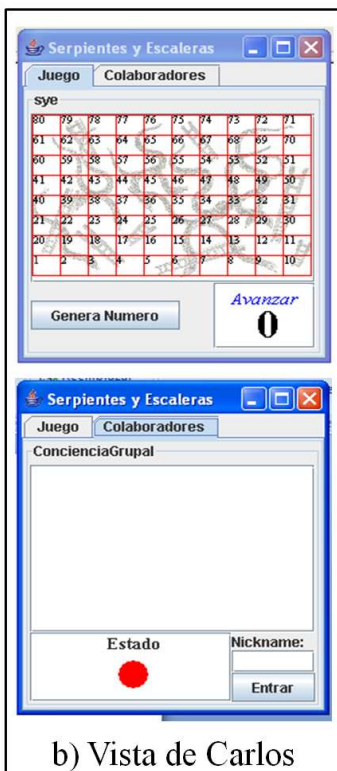 Serpientes y Escaleras
Juego Colaboradores
sye
80 79 78 77 76 75 74 73 72 71
61 62 63 64 65 66 67 68 69 70
60 59 58 57 56 55 54 53 52 51
41 42 43 44 45 46 47 48 49 50
40 39 38 37 36 35 34 33 32 31
21 22 23 24 25 26 27 28 29 30
20 19 18 17 16 15 14 13 12 11
1 2 3 4 5 6 7 8 9 10
Genera Numero
Avanzar
0
Serpientes y Escaleras
Juego Colaboradores
ConcienciaGrupal
Estado
Nickname:
Entrar
b) Vista de Carlos